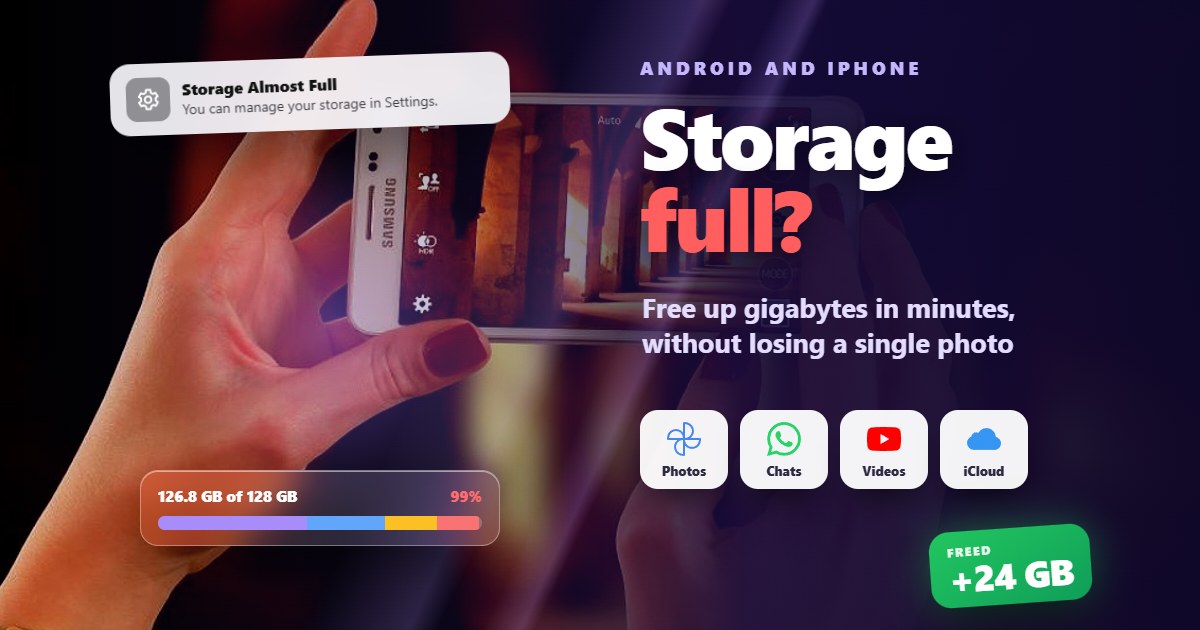 Storage Almost Full
You can manage your storage in Settings.
SAMSUNG
OFF
HDR
Auto
MODE
126.8 GB of 128 GB
99%
ANDROID AND IPHONE
Storage
full?
Free up gigabytes in minutes,
without losing a single photo
Photos
Chats
Videos
iCloud
FREED
+24 GB